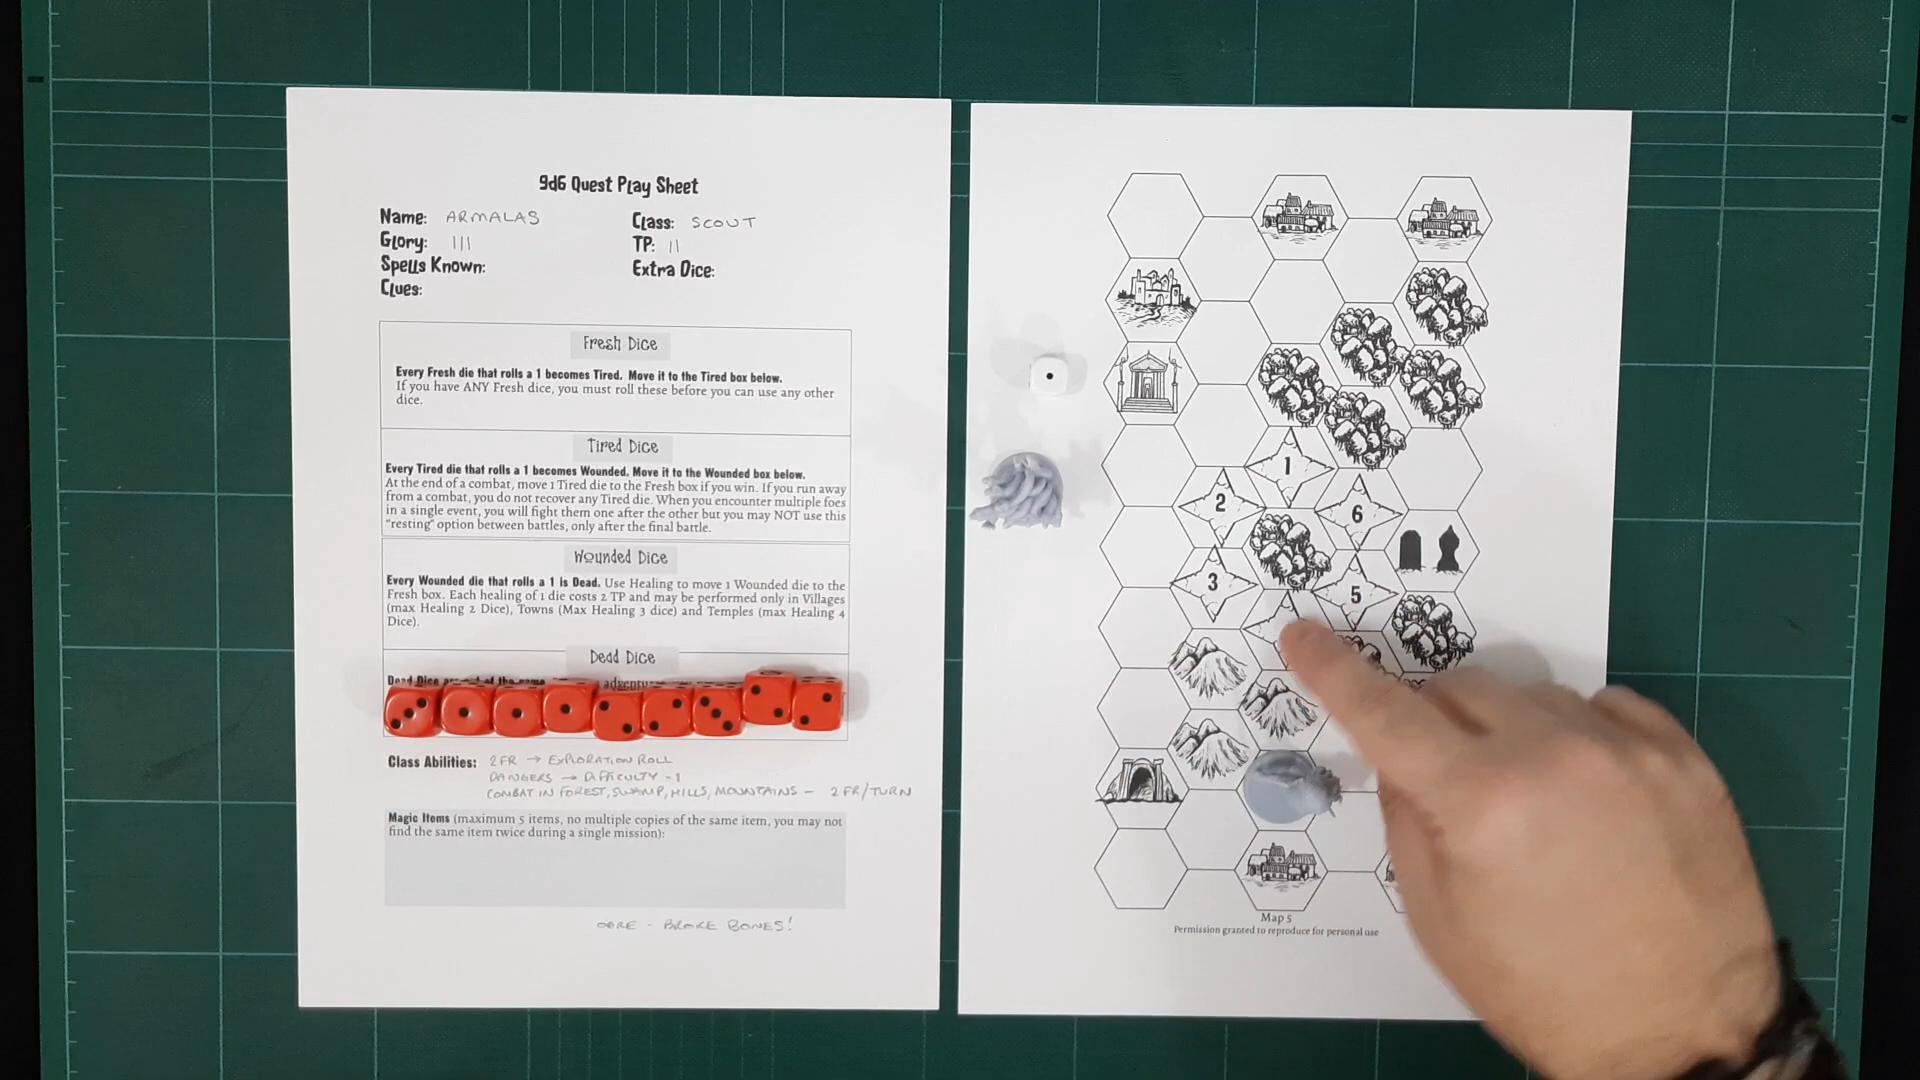 9d6 Quest Play Sheet
Name: ARMALAS
Class: SCOUT
Glory: III
TP: II
Spells Known:
Extra Dice:
Clues:
Fresh Dice
Every Fresh die that rolls a 1 becomes Tired. Move it to the Tired box below.
If you have ANY Fresh dice, you must roll these before you can use any other
dice.
Tired Dice
Every Tired die that rolls a 1 becomes Wounded. Move it to the Wounded box below.
At the end of a combat, move 1 Tired die to the Fresh box if you win. If you run away
from a combat, you do not recover any Tired die. When you encounter multiple foes
in a single event, you will fight them one after the other but you may NOT use this
"resting" option between battles, only after the final battle.
Wounded Dice
Every Wounded die that rolls a 1 is Dead. Use Healing to move 1 Wounded die to the
Fresh box. Each healing of 1 die costs 2 TP and may be performed only in Villages
(max Healing 2 Dice), Towns (Max Healing 3 dice) and Temples (max Healing 4
Dice).
Dead Dice
Dead Dice
Class Abilities: 2FR → EXPLORATION ROLL
DANGERS → DIFFICULTY -1
COMBAT IN FOREST, SWAMP, HILLS, MOUNTAINS - 2FR/TURN
Magic Items (maximum 5 items, no multiple copies of the same item, you may not
find the same item twice during a single mission):
OGRE - BROKE BONES!
1
2
6
3
5
Map 5
Permission granted to reproduce for personal use